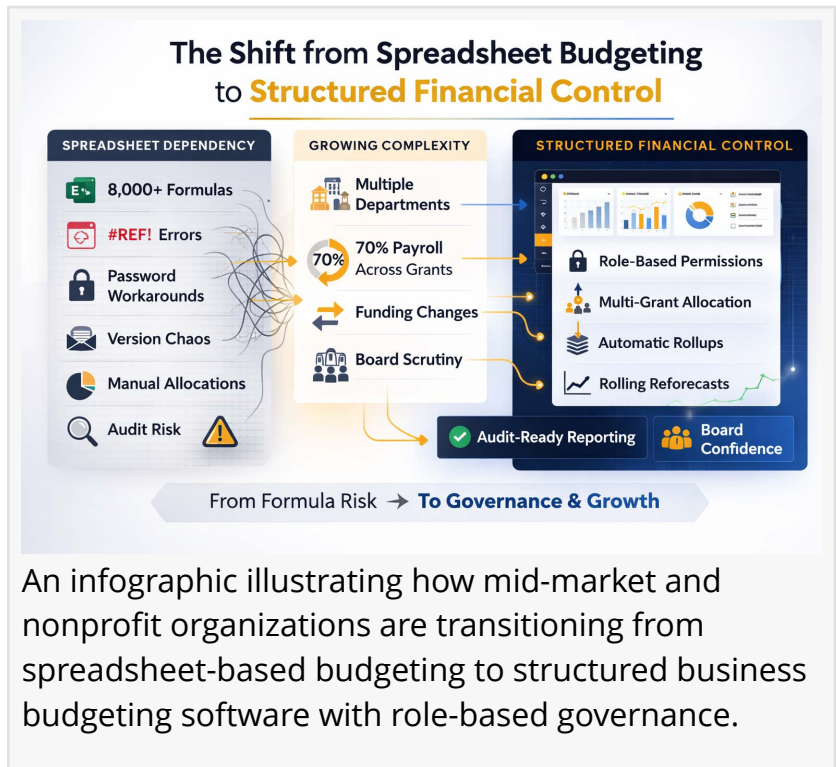 The Shift from Spreadsheet Budgeting
to Structured Financial Control
SPREADSHEET DEPENDENCY
8,000+ Formulas
#REF! Errors
Password
Workarounds
Version Chaos
Manual Allocations
Audit Risk
GROWING COMPLEXITY
Multiple
Departments
70%
70% Payroll
Across Grants
Funding Changes
Board Scrutiny
STRUCTURED FINANCIAL CONTROL
Role-Based Permissions
Multi-Grant Allocation
Automatic Rollups
Rolling Reforecasts
Audit-Ready Reporting
Board
Confidence
From Formula Risk → To Governance & Growth
An infographic illustrating how mid-market and
nonprofit organizations are transitioning from
spreadsheet-based budgeting to structured business
budgeting software with role-based governance.